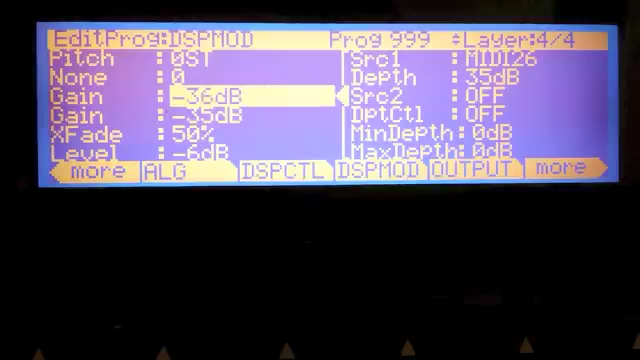 EditProg:DSPMOD Prog 999 Layer:4/4
Pitch :0ST Src1 :MIDI26
None :0 Depth :35dB
Gain :-36dB Src2 :OFF
Gain :-35dB DptCtl :OFF
XFade :50% MinDepth:0dB
Level :-6dB MaxDepth:0dB
more ALG DSPCTL DSPMOD OUTPUT more